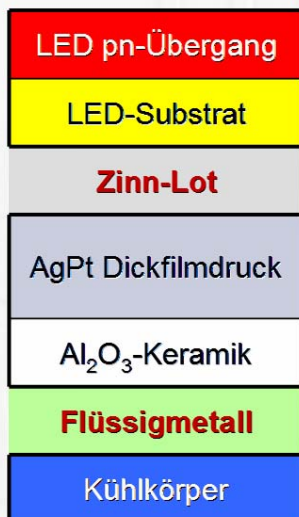 LED pn-Übergang
LED-Substrat
Zinn-Lot
AgPt Dickfilmdruck
Al₂O₃-Keramik
Flüssigmetall
Kühlkörper